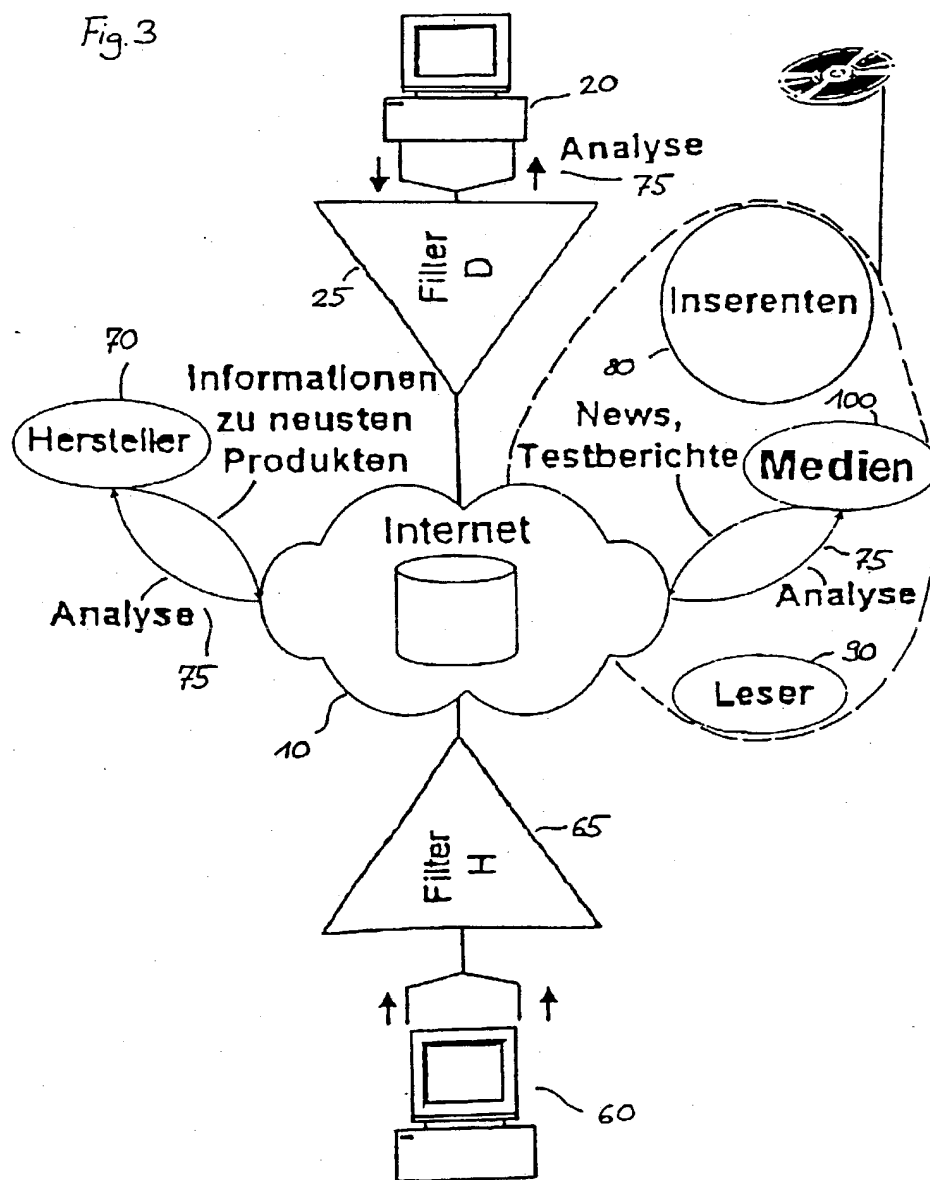 Fig. 3
20
Analyse
75
Filter
D
25
Inserenten
80
70
Hersteller
Informationen
zu neusten
Produkten
100
News,
Testberichte
Medien
Internet
75
Analyse
Analyse
75
90
Leser
10
Filter
H
65
60